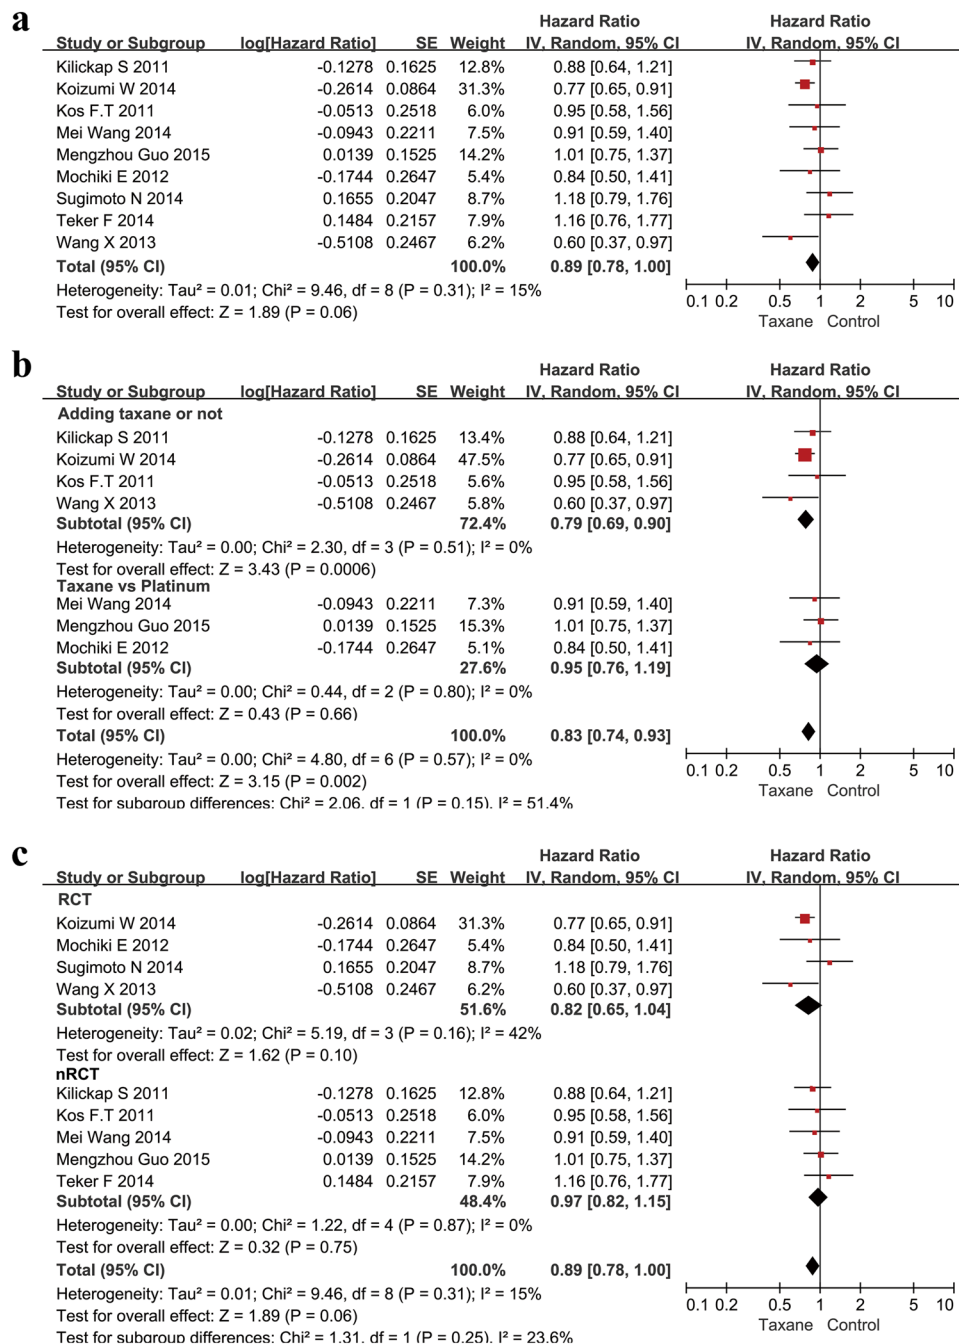 a
Hazard Ratio Hazard Ratio
Study or Subgroup log[Hazard Ratio] SE Weight IV, Random, 95% CI IV, Random, 95% CI
Kilickap S 2011 -0.1278 0.1625 12.8% 0.88 [0.64, 1.21]
Koizumi W 2014 -0.2614 0.0864 31.3% 0.77 [0.65, 0.91]
Kos F.T 2011 -0.0513 0.2518 6.0% 0.95 [0.58, 1.56]
Mei Wang 2014 -0.0943 0.2211 7.5% 0.91 [0.59, 1.40]
Mengzhou Guo 2015 0.0139 0.1525 14.2% 1.01 [0.75, 1.37]
Mochiki E 2012 -0.1744 0.2647 5.4% 0.84 [0.50, 1.41]
Sugimoto N 2014 0.1655 0.2047 8.7% 1.18 [0.79, 1.76]
Teker F 2014 0.1484 0.2157 7.9% 1.16 [0.76, 1.77]
Wang X 2013 -0.5108 0.2467 6.2% 0.60 [0.37, 0.97]
Total (95% CI) 100.0% 0.89 [0.78, 1.00]
Heterogeneity: Tau² = 0.01; Chi² = 9.46, df = 8 (P = 0.31); I² = 15%
Test for overall effect: Z = 1.89 (P = 0.06)
0.1 0.2 0.5 1 2 5 10
Taxane Control
b
Hazard Ratio Hazard Ratio
Study or Subgroup log[Hazard Ratio] SE Weight IV, Random, 95% CI IV, Random, 95% CI
Adding taxane or not
Kilickap S 2011 -0.1278 0.1625 13.4% 0.88 [0.64, 1.21]
Koizumi W 2014 -0.2614 0.0864 47.5% 0.77 [0.65, 0.91]
Kos F.T 2011 -0.0513 0.2518 5.6% 0.95 [0.58, 1.56]
Wang X 2013 -0.5108 0.2467 5.8% 0.60 [0.37, 0.97]
Subtotal (95% CI) 72.4% 0.79 [0.69, 0.90]
Heterogeneity: Tau² = 0.00; Chi² = 2.30, df = 3 (P = 0.51); I² = 0%
Test for overall effect: Z = 3.43 (P = 0.0006)
Taxane vs Platinum
Mei Wang 2014 -0.0943 0.2211 7.3% 0.91 [0.59, 1.40]
Mengzhou Guo 2015 0.0139 0.1525 15.3% 1.01 [0.75, 1.37]
Mochiki E 2012 -0.1744 0.2647 5.1% 0.84 [0.50, 1.41]
Subtotal (95% CI) 27.6% 0.95 [0.76, 1.19]
Heterogeneity: Tau² = 0.00; Chi² = 0.44, df = 2 (P = 0.80); I² = 0%
Test for overall effect: Z = 0.43 (P = 0.66)
Total (95% CI) 100.0% 0.83 [0.74, 0.93]
Heterogeneity: Tau² = 0.00; Chi² = 4.80, df = 6 (P = 0.57); I² = 0%
Test for overall effect: Z = 3.15 (P = 0.002)
Test for subgroup differences: Chi² = 2.06, df = 1 (P = 0.15), I² = 51.4%
0.1 0.2 0.5 1 2 5 10
Taxane Control
c
Hazard Ratio Hazard Ratio
Study or Subgroup log[Hazard Ratio] SE Weight IV, Random, 95% CI IV, Random, 95% CI
RCT
Koizumi W 2014 -0.2614 0.0864 31.3% 0.77 [0.65, 0.91]
Mochiki E 2012 -0.1744 0.2647 5.4% 0.84 [0.50, 1.41]
Sugimoto N 2014 0.1655 0.2047 8.7% 1.18 [0.79, 1.76]
Wang X 2013 -0.5108 0.2467 6.2% 0.60 [0.37, 0.97]
Subtotal (95% CI) 51.6% 0.82 [0.65, 1.04]
Heterogeneity: Tau² = 0.02; Chi² = 5.19, df = 3 (P = 0.16); I² = 42%
Test for overall effect: Z = 1.62 (P = 0.10)
nRCT
Kilickap S 2011 -0.1278 0.1625 12.8% 0.88 [0.64, 1.21]
Kos F.T 2011 -0.0513 0.2518 6.0% 0.95 [0.58, 1.56]
Mei Wang 2014 -0.0943 0.2211 7.5% 0.91 [0.59, 1.40]
Mengzhou Guo 2015 0.0139 0.1525 14.2% 1.01 [0.75, 1.37]
Teker F 2014 0.1484 0.2157 7.9% 1.16 [0.76, 1.77]
Subtotal (95% CI) 48.4% 0.97 [0.82, 1.15]
Heterogeneity: Tau² = 0.00; Chi² = 1.22, df = 4 (P = 0.87); I² = 0%
Test for overall effect: Z = 0.32 (P = 0.75)
Total (95% CI) 100.0% 0.89 [0.78, 1.00]
Heterogeneity: Tau² = 0.01; Chi² = 9.46, df = 8 (P = 0.31); I² = 15%
Test for overall effect: Z = 1.89 (P = 0.06)
Test for subgroup differences: Chi² = 1.31, df = 1 (P = 0.25), I² = 23.6%
0.1 0.2 0.5 1 2 5 10
Taxane Control